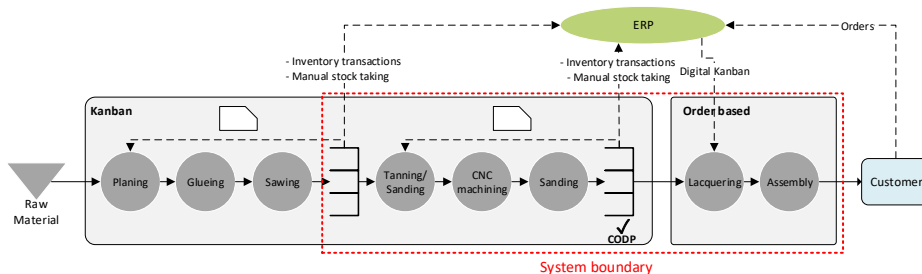 ERP
Orders
- Inventory transactions
- Manual stock taking
- Inventory transactions
- Manual stock taking
Digital Kanban
Kanban
Order based
Planing
Glueing
Sawing
Tanning/
Sanding
CNC
machining
Sanding
Lacquering
Assembly
Customer
Raw
Material
CODP
System boundary